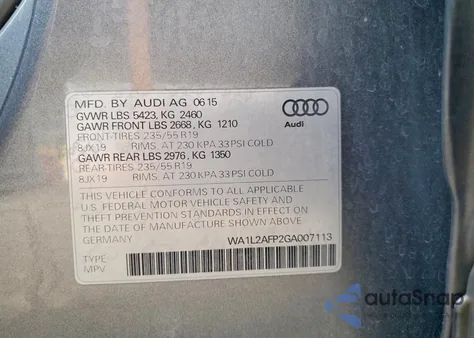 MFD. BY AUDI AG 06 15
GVWR LBS 5423, KG 2460
GAWR FRONT LBS 2668, KG 1210
FRONT-TIRES 235/55 R19
8JX19 RIMS, AT 230 KPA 33 PSI COLD
GAWR REAR LBS 2976, KG 1350
REAR-TIRES 235/55 R19
8JX19 RIMS, AT 230 KPA 33 PSI COLD
Audi
THIS VEHICLE CONFORMS TO ALL APPLICABLE
U.S. FEDERAL MOTOR VEHICLE SAFETY AND
THEFT PREVENTION STANDARDS IN EFFECT ON
THE DATE OF MANUFACTURE SHOWN ABOVE.
GERMANY WA1L2AFP2GA007113
TYPE:
MPV
autoSnap